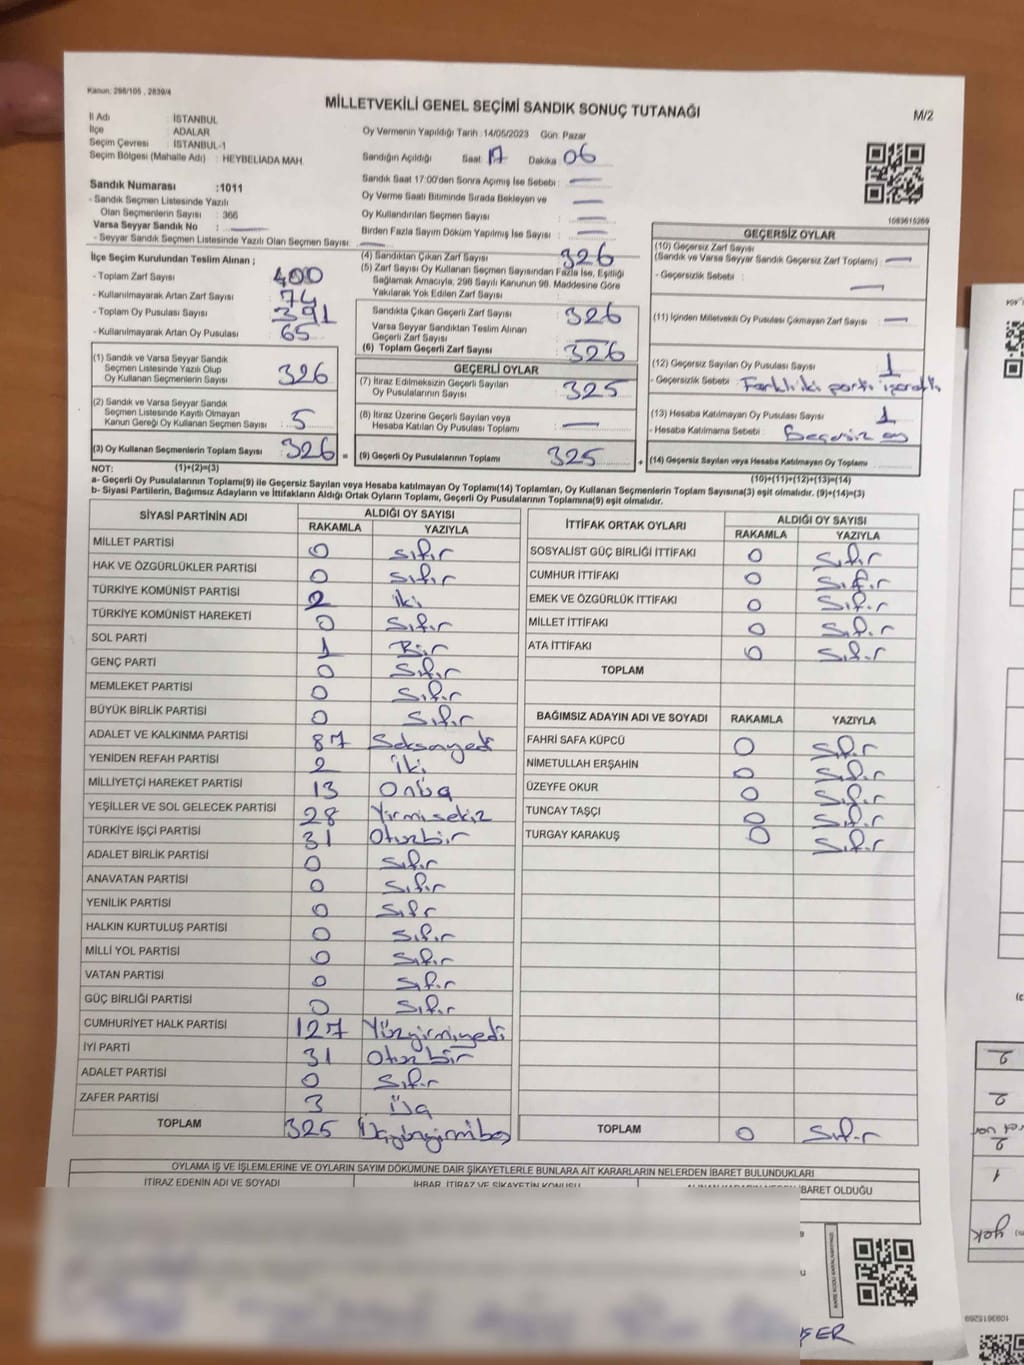 Kanun: 298/105 , 2839/4
MİLLETVEKİLİ GENEL SEÇİMİ SANDIK SONUÇ TUTANAĞI
M/2
İl Adı : İSTANBUL
İlçe : ADALAR
Seçim Çevresi : İSTANBUL-1
Seçim Bölgesi (Mahalle Adı) : HEYBELİADA MAH.
Oy Vermenin Yapıldığı Tarih :14/05/2023 Gün: Pazar
Sandığın Açıldığı Saat 17 Dakika 06
Sandık Saat 17:00'den Sonra Açımış İse Sebebi : —
Oy Verme Saati Bitiminde Sırada Bekleyen ve
Oy Kullandırılan Seçmen Sayısı : —
Birden Fazla Sayım Döküm Yapılmış İse Sayısı : —
1093615269
Sandık Numarası :1011
- Sandık Seçmen Listesinde Yazılı
Olan Seçmenlerin Sayısı : 366
Varsa Seyyar Sandık No : —
- Seyyar Sandık Seçmen Listesinde Yazılı Olan Seçmen Sayısı : —
İlçe Seçim Kurulundan Teslim Alınan ;
- Toplam Zarf Sayısı : 400
- Kullanılmayarak Artan Zarf Sayısı : 74
- Toplam Oy Pusulası Sayısı : 391
- Kullanılmayarak Artan Oy Pusulası : 65
(1) Sandık ve Varsa Seyyar Sandık
Seçmen Listesinde Yazılı Olup
Oy Kullanan Seçmenlerin Sayısı : 326
(2) Sandık ve Varsa Seyyar Sandık
Seçmen Listesinde Kayıtlı Olmayan
Kanun Gereği Oy Kullanan Seçmen Sayısı : 5
(3) Oy Kullanan Seçmenlerin Toplam Sayısı : 326 =
(4) Sandıktan Çıkan Zarf Sayısı : 326
(5) Zarf Sayısı Oy Kullanan Seçmen Sayısından Fazla İse, Eşitliği
Sağlamak Amacıyla, 298 Sayılı Kanunun 98. Maddesine Göre
Yakılarak Yok Edilen Zarf Sayısı :
Sandıkta Çıkan Geçerli Zarf Sayısı : 326
Varsa Seyyar Sandıktan Teslim Alınan
Geçerli Zarf Sayısı : —
(6) Toplam Geçerli Zarf Sayısı : 326
GEÇERLİ OYLAR
(7) İtiraz Edilmeksizin Geçerli Sayılan
Oy Pusulalarının Sayısı : 325
(8) İtiraz Üzerine Geçerli Sayılan veya
Hesaba Katılan Oy Pusulası Toplamı : —
(9) Geçerli Oy Pusulalarının Toplamı : 325 +
GEÇERSİZ OYLAR
(10) Geçersiz Zarf Sayısı
(Sandık ve Varsa Seyyar Sandık Geçersiz Zarf Toplamı) : —
- Geçersizlik Sebebi : —
(11) İçinden Milletvekili Oy Pusulası Çıkmayan Zarf Sayısı : —
(12) Geçersiz Sayılan Oy Pusulası Sayısı : 1
- Geçersizlik Sebebi : Farklı iki parti işaretli
(13) Hesaba Katılmayan Oy Pusulası Sayısı : 1
- Hesaba Katılmama Sebebi : Geçersiz oy
(14) Geçersiz Sayılan veya Hesaba Katılmayan Oy Toplamı :
NOT: (1)+(2)=(3)
(10)+(11)+(12)+(13)=(14)
a- Geçerli Oy Pusulalarının Toplamı(9) ile Geçersiz Sayılan veya Hesaba Katılmayan Oy Toplamı(14) Toplamları, Oy Kullanan Seçmenlerin Toplam Sayısına(3) eşit olmalıdır. (9)+(14)=(3)
b- Siyasi Partilerin, Bağımsız Adayların ve İttifakların Aldığı Ortak Oyların Toplamı, Geçerli Oy Pusulalarının Toplamına(9) eşit olmalıdır.
SİYASİ PARTİNİN ADI ALDIĞI OY SAYISI
RAKAMLA YAZIYLA
MİLLET PARTİSİ 0 sıfır
HAK VE ÖZGÜRLÜKLER PARTİSİ 0 sıfır
TÜRKİYE KOMÜNİST PARTİSİ 2 iki
TÜRKİYE KOMÜNİST HAREKETİ 0 Sıfır
SOL PARTİ 1 Bir
GENÇ PARTİ 0 Sıfır
MEMLEKET PARTİSİ 0 Sıfır
BÜYÜK BİRLİK PARTİSİ 0 Sıfır
ADALET VE KALKINMA PARTİSİ 87 Seksenyedi
YENİDEN REFAH PARTİSİ 2 İki
MİLLİYETÇİ HAREKET PARTİSİ 13 Onüç
YEŞİLLER VE SOL GELECEK PARTİSİ 28 Yirmisekiz
TÜRKİYE İŞÇİ PARTİSİ 31 Otuzbir
ADALET BİRLİK PARTİSİ 0 Sıfır
ANAVATAN PARTİSİ 0 Sıfır
YENİLİK PARTİSİ 0 Sıfır
HALKIN KURTULUŞ PARTİSİ 0 Sıfır
MİLLİ YOL PARTİSİ 0 Sıfır
VATAN PARTİSİ 0 Sıfır
GÜÇ BİRLİĞİ PARTİSİ 0 Sıfır
CUMHURİYET HALK PARTİSİ 127 Yüzyirmiyedi
İYİ PARTİ 31 Otuz bir
ADALET PARTİSİ 0 Sıfır
ZAFER PARTİSİ 3 Üç
TOPLAM 325 Üçyüzyirmibeş
İTTİFAK ORTAK OYLARI ALDIĞI OY SAYISI
RAKAMLA YAZIYLA
SOSYALİST GÜÇ BİRLİĞİ İTTİFAKI 0 Sıfır
CUMHUR İTTİFAKI 0 Sıfır
EMEK VE ÖZGÜRLÜK İTTİFAKI 0 Sıfır
MİLLET İTTİFAKI 0 Sıfır
ATA İTTİFAKI 0 Sıfır
TOPLAM
BAĞIMSIZ ADAYIN ADI VE SOYADI RAKAMLA YAZIYLA
FAHRİ SAFA KÜPCÜ 0 Sıfır
NİMETULLAH ERŞAHİN 0 Sıfır
ÜZEYFE OKUR 0 Sıfır
TUNCAY TAŞÇI 0 Sıfır
TURGAY KARAKUŞ 0 Sıfır
TOPLAM 0 Sıfır
OYLAMA İŞ VE İŞLEMLERİNE VE OYLARIN SAYIM DÖKÜMÜNE DAİR ŞİKAYETLERLE BUNLARA AİT KARARLARIN NELERDEN İBARET BULUNDUKLARI
İTİRAZ EDENİN ADI VE SOYADI İHBAR, İTİRAZ VE ŞİKAYETİN KONUSU İBARET OLDUĞU
2
2
2
1
yok
1093615269